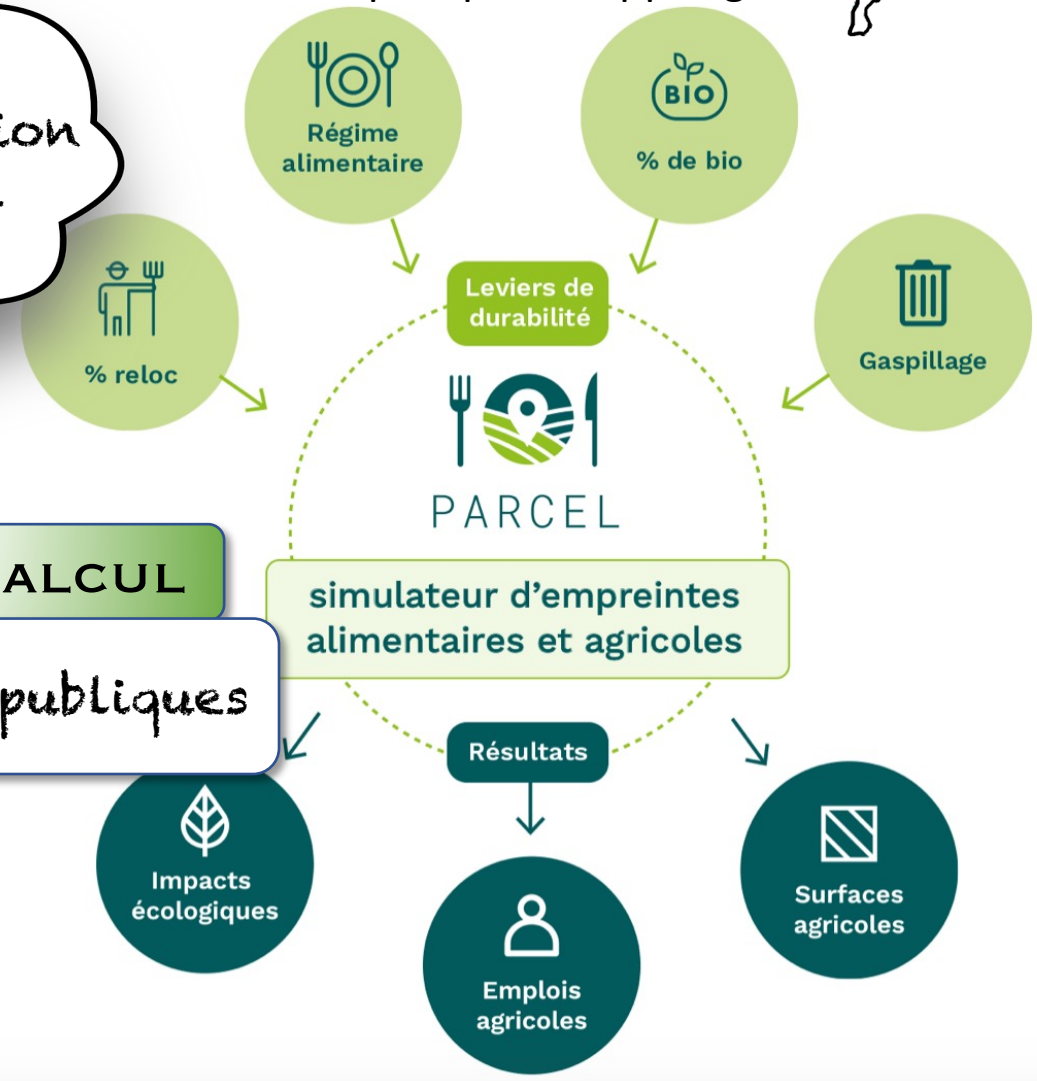 ion
Régime
alimentaire
BIO
% de bio
% reloc
Leviers de
durabilité
Gaspillage
PARCEL
ALCUL
simulateur d'empreintes
alimentaires et agricoles
publiques
Résultats
Impacts
écologiques
Emplois
agricoles
Surfaces
agricoles